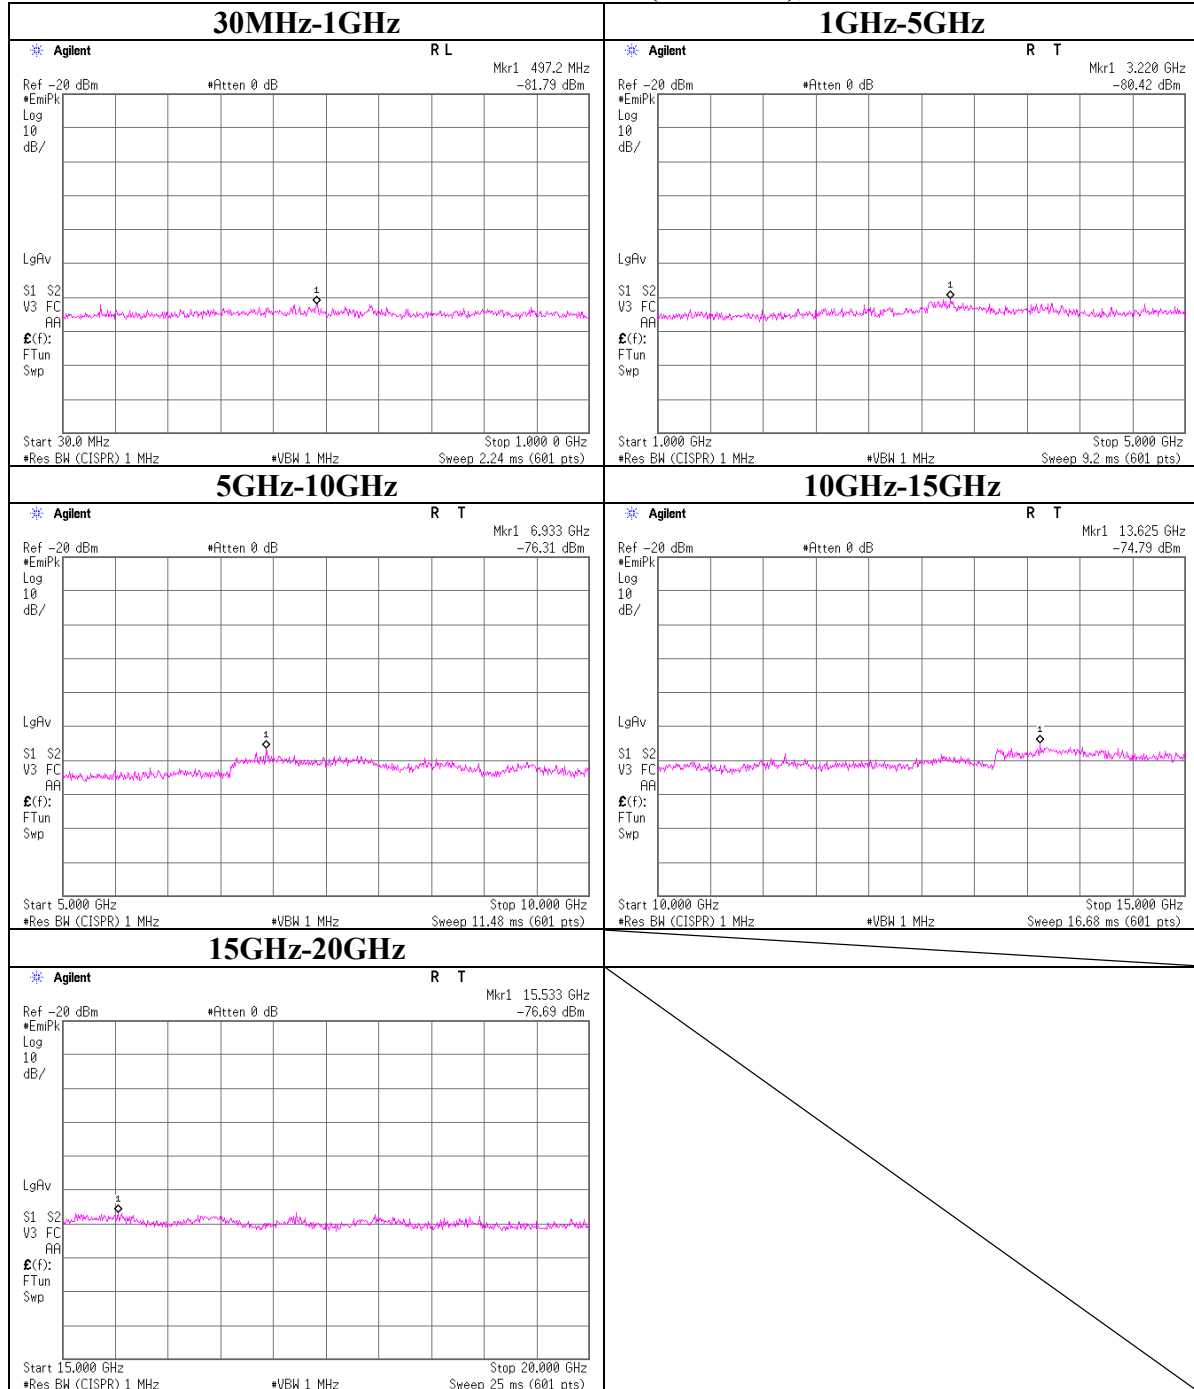 30MHz-1GHz
Agilent R L
Mkr1 497.2 MHz
Ref -20 dBm #Atten 0 dB -81.79 dBm
#EmiPk
Log
10
dB/
LgAv
1
S1 S2
V3 FC
AA
£(f):
FTun
Swp
Start 30.0 MHz Stop 1.000 0 GHz
#Res BW (CISPR) 1 MHz #VBW 1 MHz Sweep 2.24 ms (601 pts)
1GHz-5GHz
Agilent R T
Mkr1 3.220 GHz
Ref -20 dBm #Atten 0 dB -80.42 dBm
#EmiPk
Log
10
dB/
LgAv
1
S1 S2
V3 FC
AA
£(f):
FTun
Swp
Start 1.000 GHz Stop 5.000 GHz
#Res BW (CISPR) 1 MHz #VBW 1 MHz Sweep 9.2 ms (601 pts)
5GHz-10GHz
Agilent R T
Mkr1 6.933 GHz
Ref -20 dBm #Atten 0 dB -76.31 dBm
#EmiPk
Log
10
dB/
LgAv
1
S1 S2
V3 FC
AA
£(f):
FTun
Swp
Start 5.000 GHz Stop 10.000 GHz
#Res BW (CISPR) 1 MHz #VBW 1 MHz Sweep 11.48 ms (601 pts)
10GHz-15GHz
Agilent R T
Mkr1 13.625 GHz
Ref -20 dBm #Atten 0 dB -74.79 dBm
#EmiPk
Log
10
dB/
LgAv
1
S1 S2
V3 FC
AA
£(f):
FTun
Swp
Start 10.000 GHz Stop 15.000 GHz
#Res BW (CISPR) 1 MHz #VBW 1 MHz Sweep 16.68 ms (601 pts)
15GHz-20GHz
Agilent R T
Mkr1 15.533 GHz
Ref -20 dBm #Atten 0 dB -76.69 dBm
#EmiPk
Log
10
dB/
LgAv
1
S1 S2
V3 FC
AA
£(f):
FTun
Swp
Start 15.000 GHz Stop 20.000 GHz
#Res BW (CISPR) 1 MHz #VBW 1 MHz Sweep 25 ms (601 pts)